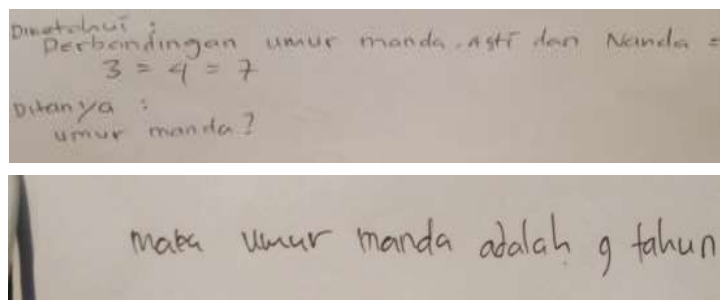 Diketahui :
Perbandingan umur manda, Asti dan Nanda =
3 = 4 = 7
Ditanya :
umur manda?
maka umur manda adalah 9 tahun